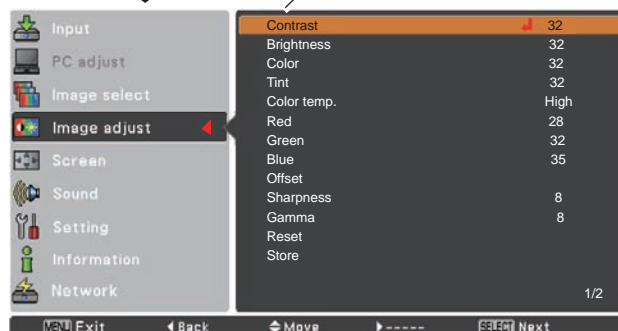 Input
PC adjust
Image select
Image adjust
Screen
Sound
Setting
Information
Network
Contrast 32
Brightness 32
Color 32
Tint 32
Color temp. High
Red 28
Green 32
Blue 35
Offset
Sharpness 8
Gamma 8
Reset
Store
1/2
MENU Exit ◀Back Move ▶----- SELECT Next